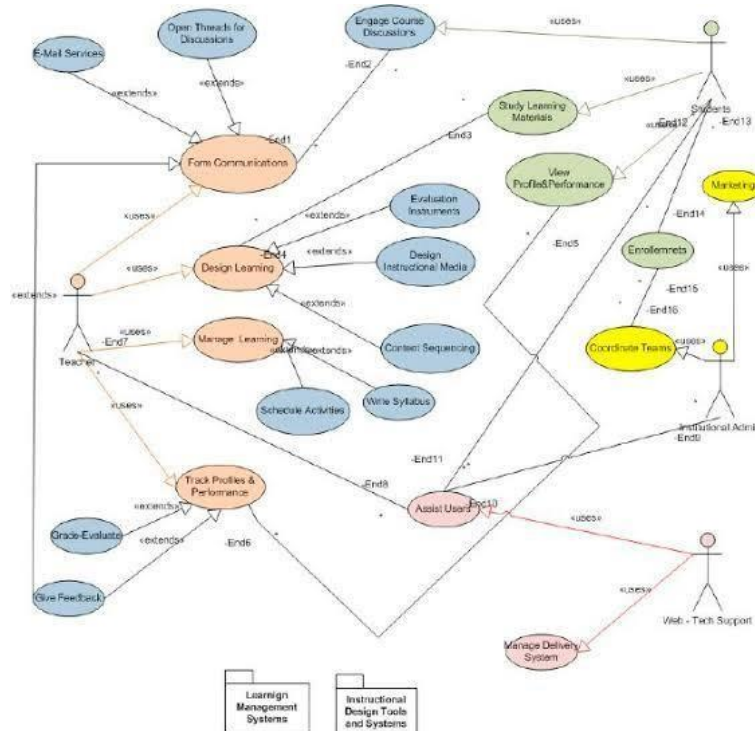 Open Threads for
Discussions
Engage Course
Discussions
«uses»
E-Mail Services
-End2
«extends»
«extends»
«uses»
Study Learning
Materials
Students
-End12
-End13
«uses»
-End1
-End3
Form Communications
View
Profile&Performance
Marketing
Evaluation
Instruments
«extends»
«uses»
-End14
-End5
Enrollemnets
«extends»
-End4
Design Learning
Design
Instructional Media
«uses»
«uses»
-End15
«extends»
«extends»
-End16
«uses»
-End7
Manage Learning
Content Sequencing
Coordinate Teams
«uses»
Teacher
«extends»
Write Syllabus
Schedule Activities
«uses»
Institutional Admin
-End9
-End11
Track Profiles &
Performance
-End8
-End10
«extends»
Assist Users
«uses»
Grade-Evaluate
«extends»
-End6
«uses»
Give Feedback
Web - Tech Support
Manage Delivery
System
Learnign
Management
Systems
Instructional
Design Tools
and Systems